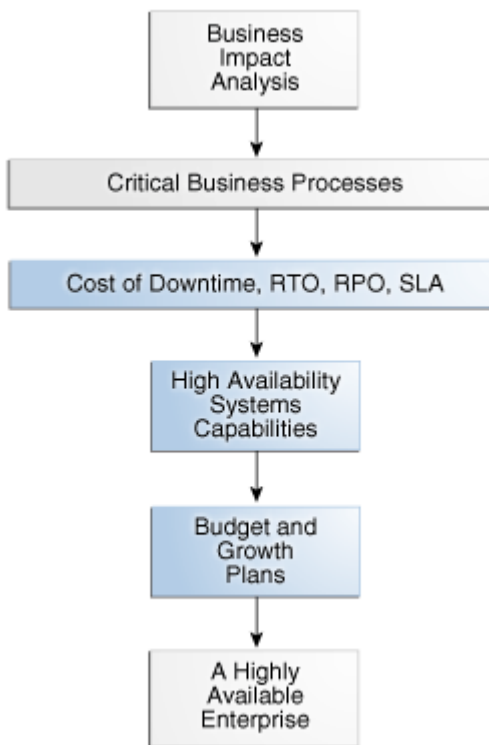 Business
Impact
Analysis
Critical Business Processes
Cost of Downtime, RTO, RPO, SLA
High Availability
Systems
Capabilities
Budget and
Growth
Plans
A Highly
Available
Enterprise